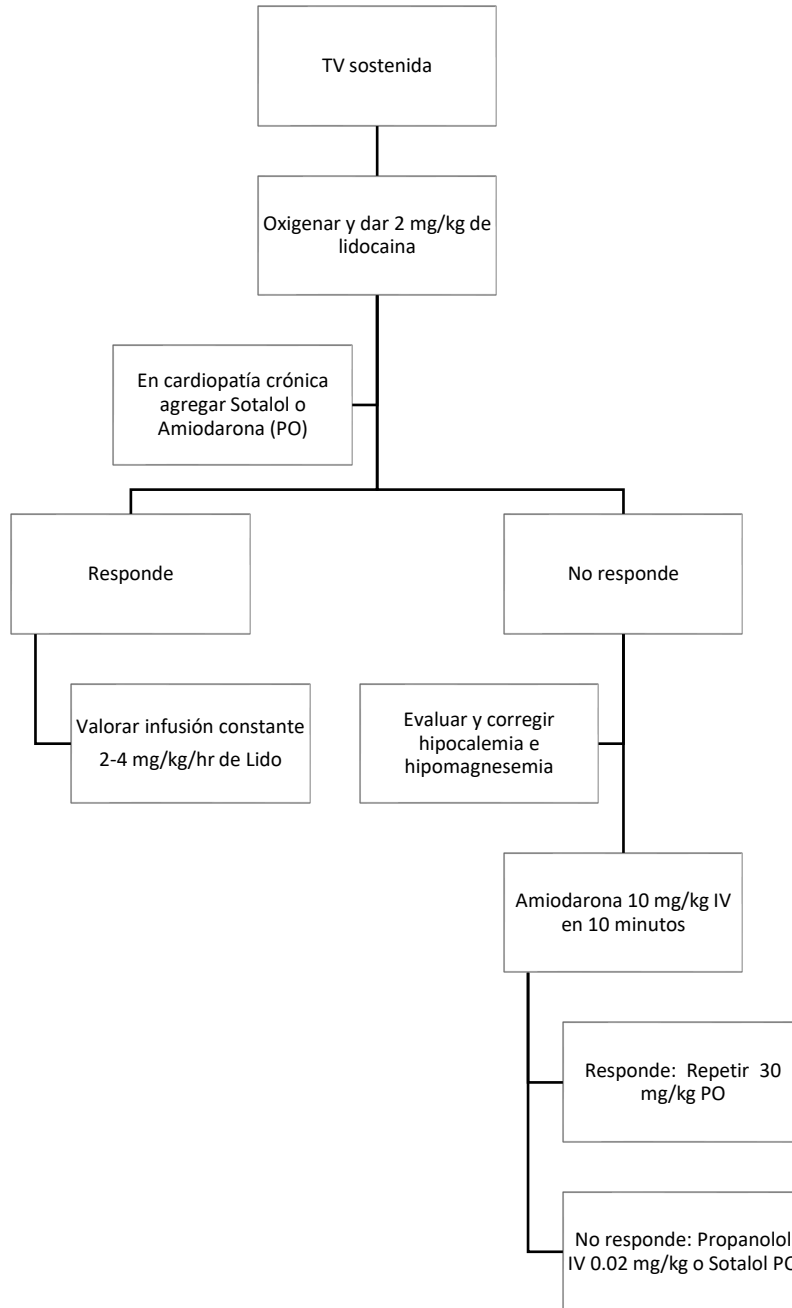 TV sostenida
Oxigenar y dar 2 mg/kg de
lidocaina
En cardiopatía crónica
agregar Sotalol o
Amiodarona (PO)
Responde
No responde
Valorar infusión constante
2-4 mg/kg/hr de Lido
Evaluar y corregir
hipocalemia e
hipomagnesemia
Amiodarona 10 mg/kg IV
en 10 minutos
Responde: Repetir 30
mg/kg PO
No responde: Propanolol
IV 0.02 mg/kg o Sotalol PO